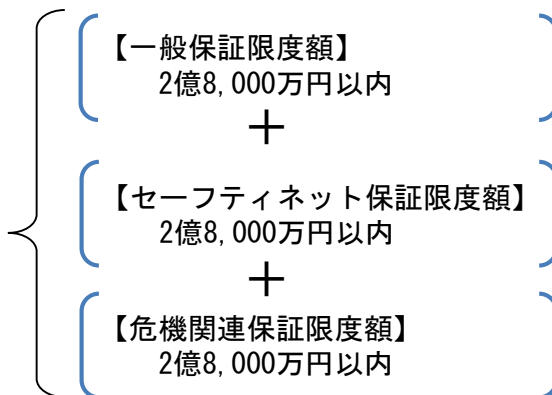 【一般保証限度額】
2億8,000万円以内
＋
【セーフティネット保証限度額】
2億8,000万円以内
＋
【危機関連保証限度額】
2億8,000万円以内